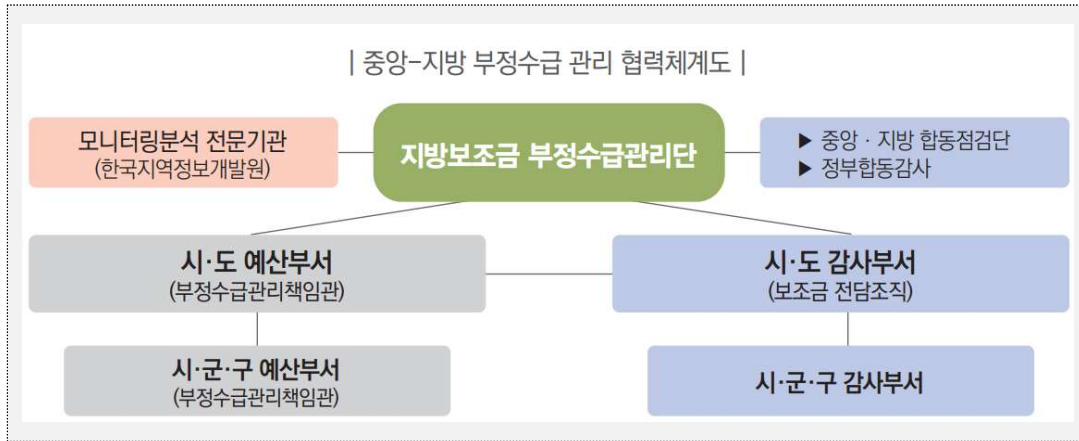 | 중앙-지방 부정수급 관리 협력체계도 |
모니터링분석 전문기관
(한국지역정보개발원)
지방보조금 부정수급관리단
▶ 중앙 · 지방 합동점검단
▶ 정부합동감사
시·도 예산부서
(부정수급관리책임관)
시·도 감사부서
(보조금 전담조직)
시·군·구 예산부서
(부정수급관리책임관)
시·군·구 감사부서